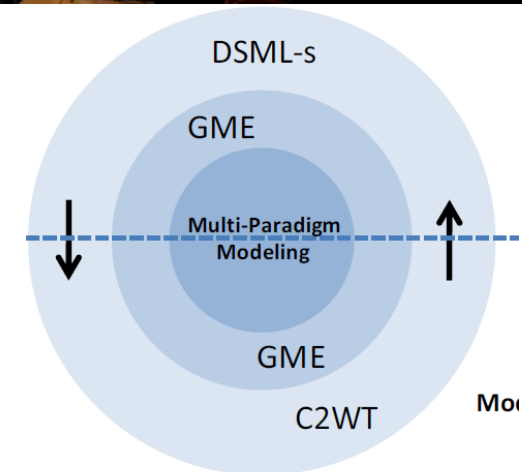 DSML-s
GME
Multi-Paradigm
Modeling
GME
C2WT